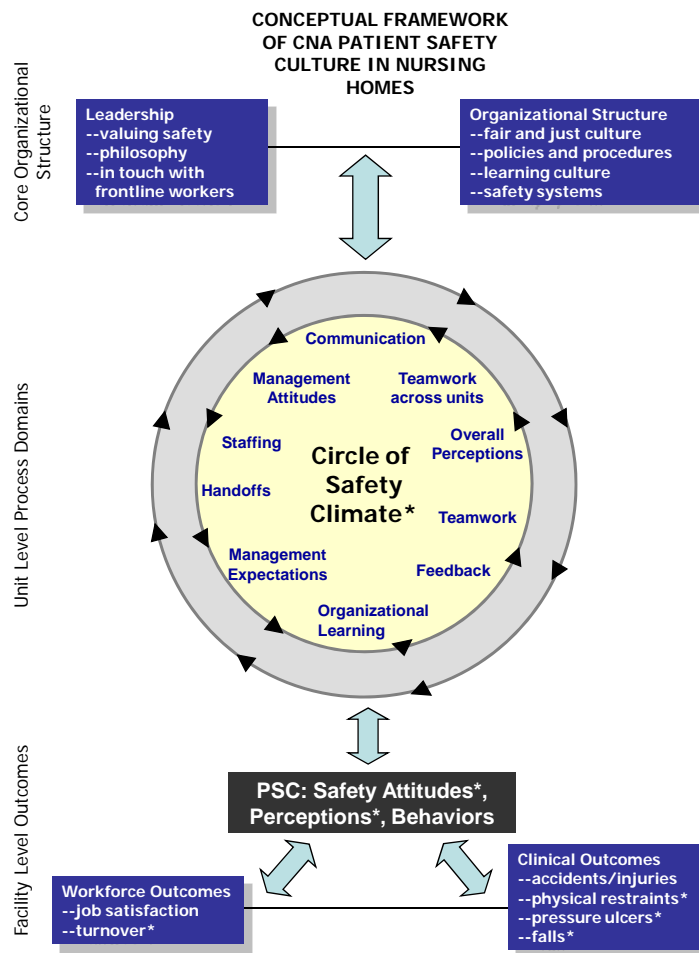 CONCEPTUAL FRAMEWORK
OF CNA PATIENT SAFETY
CULTURE IN NURSING
HOMES
Core Organizational
Structure
Leadership
--valuing safety
--philosophy
--in touch with
frontline workers
Organizational Structure
--fair and just culture
--policies and procedures
--learning culture
--safety systems
Unit Level Process Domains
Communication
Management
Attitudes
Teamwork
across units
Staffing
Overall
Perceptions
Circle of
Safety
Climate*
Handoffs
Teamwork
Management
Expectations
Feedback
Organizational
Learning
Facility Level Outcomes
PSC: Safety Attitudes*,
Perceptions*, Behaviors
Workforce Outcomes
--job satisfaction
--turnover*
Clinical Outcomes
--accidents/injuries
--physical restraints*
--pressure ulcers*
--falls*